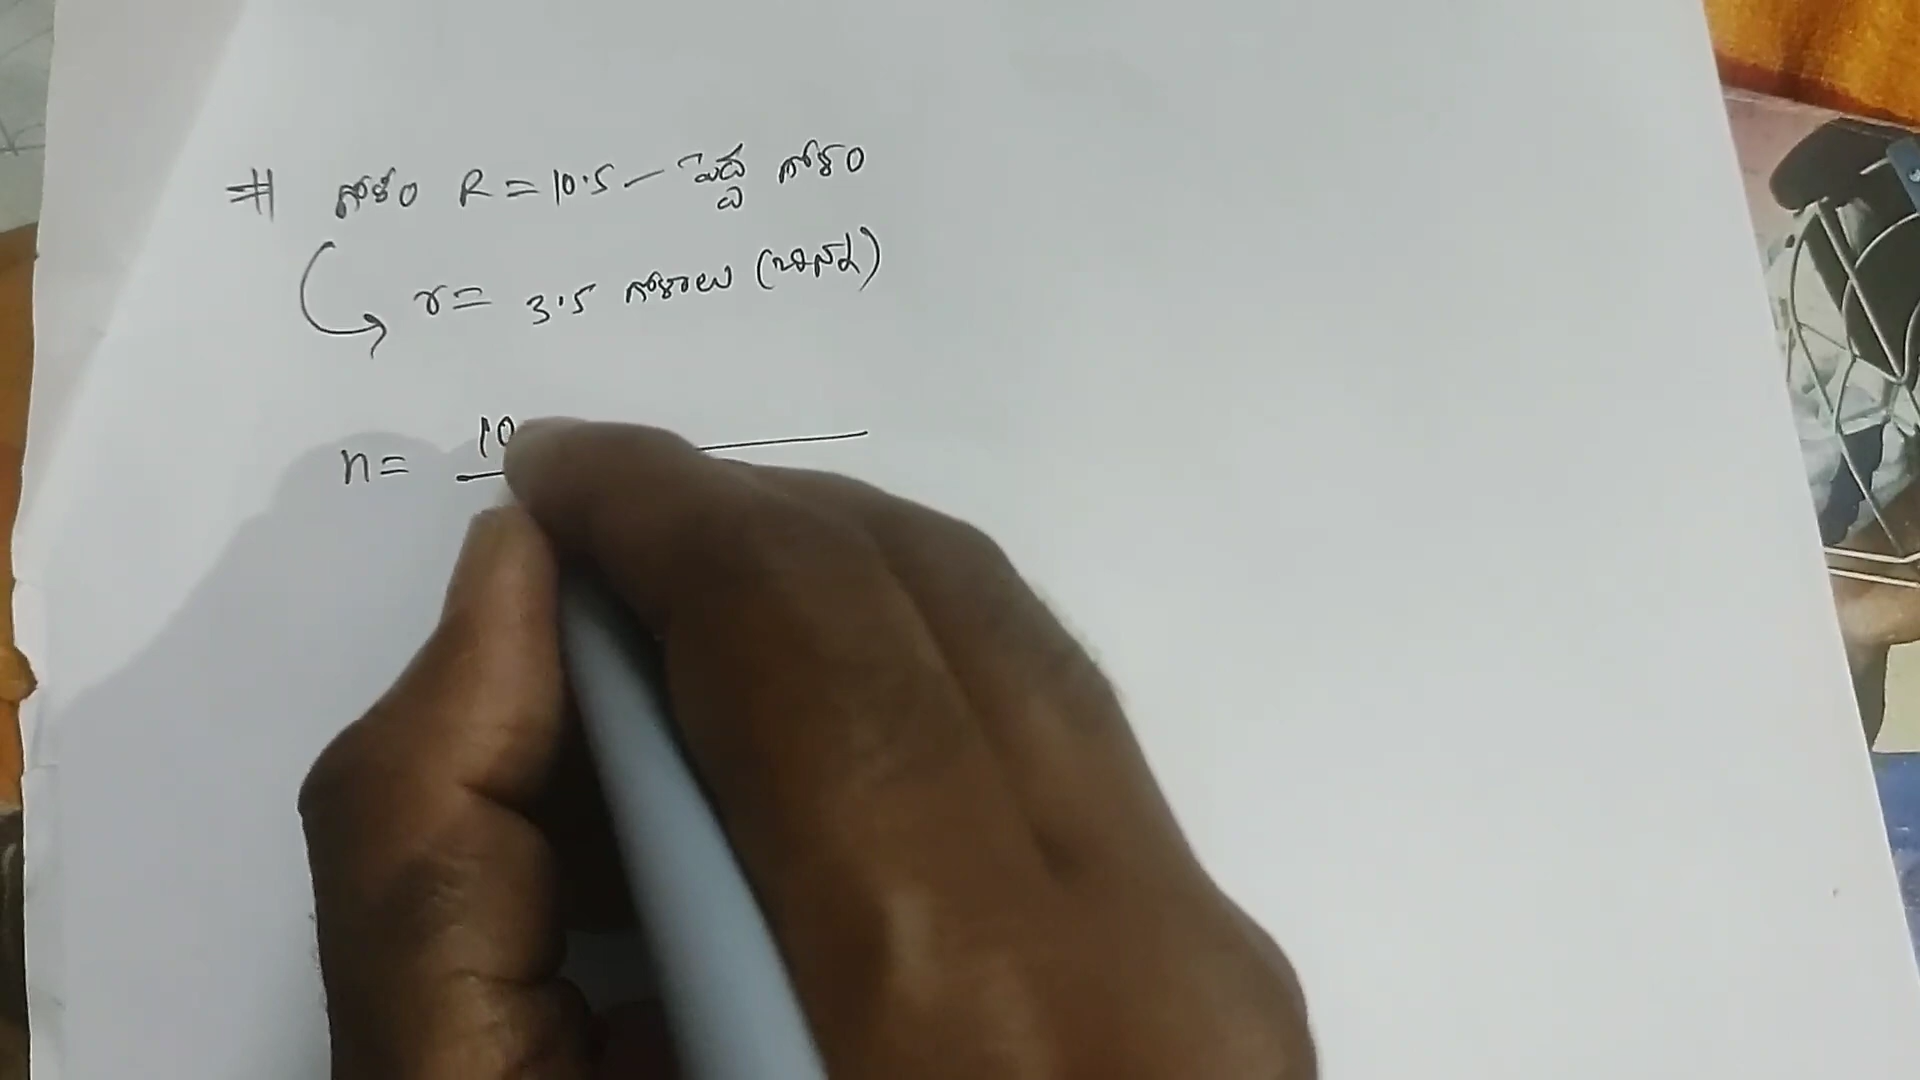 # గోళం R = 10.5 – పెద్ద గోళం
r = 3.5 గోళాలు (చిన్న)
10
n =